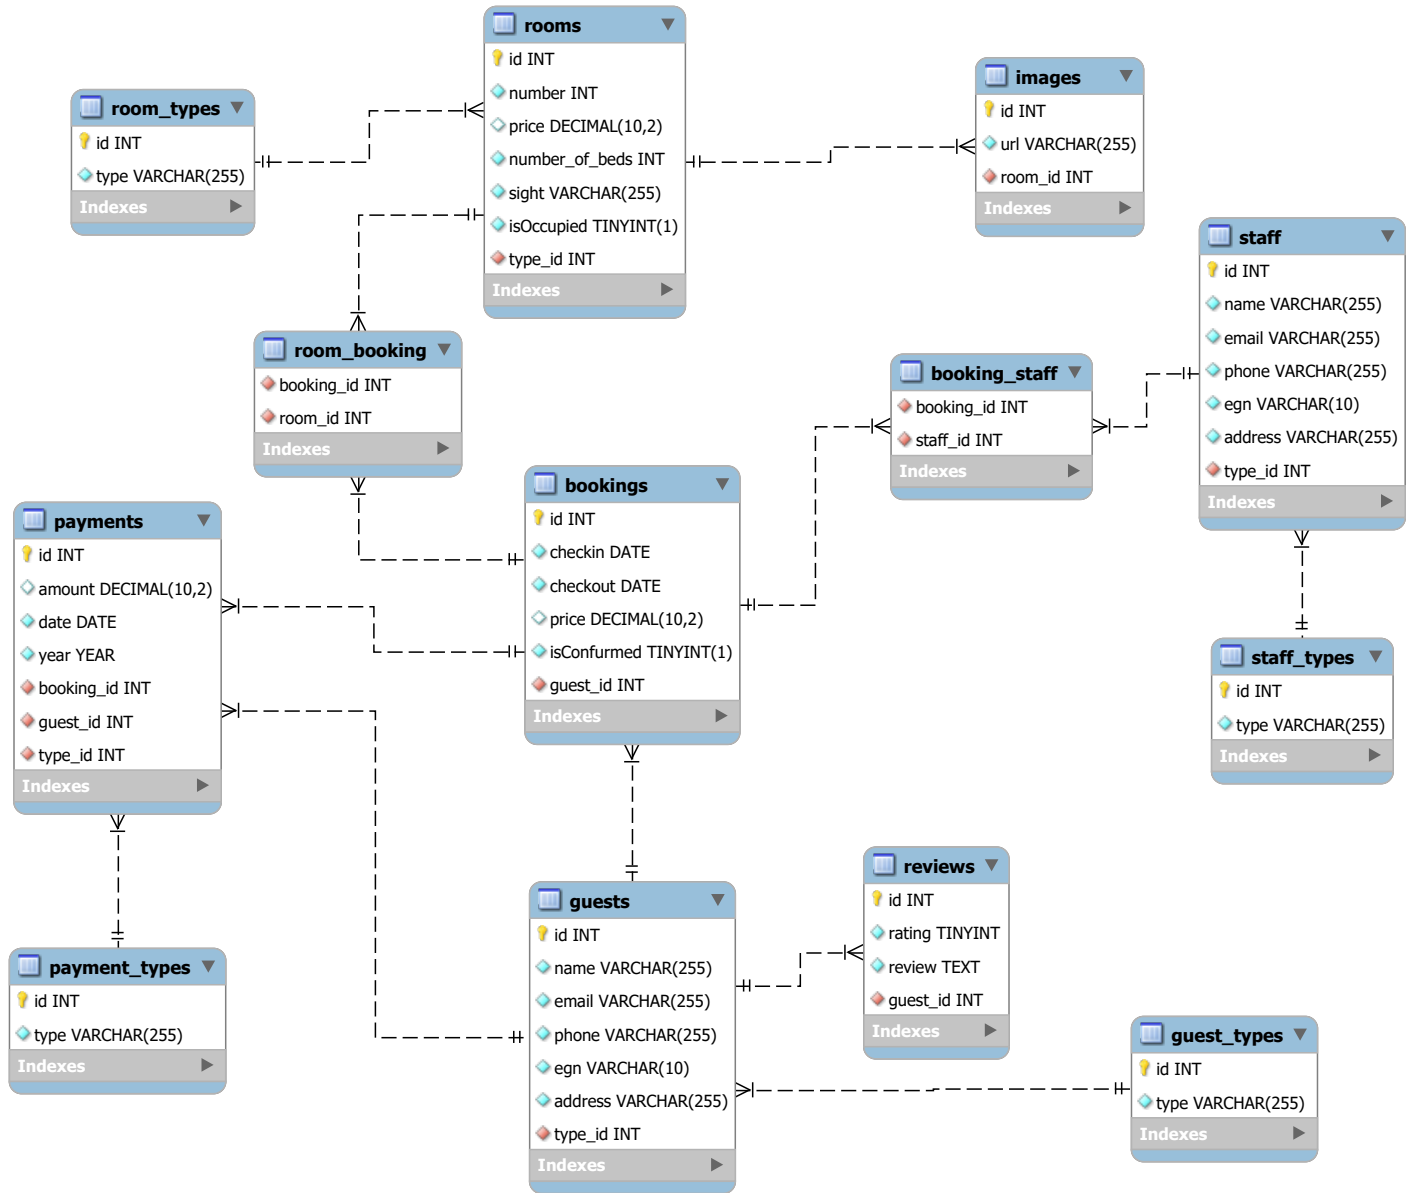 rooms
id INT
number INT
price DECIMAL(10,2)
number_of_beds INT
sight VARCHAR(255)
isOccupied TINYINT(1)
type_id INT
Indexes
room_types
id INT
type VARCHAR(255)
Indexes
images
id INT
url VARCHAR(255)
room_id INT
Indexes
staff
id INT
name VARCHAR(255)
email VARCHAR(255)
phone VARCHAR(255)
egn VARCHAR(10)
address VARCHAR(255)
type_id INT
Indexes
room_booking
booking_id INT
room_id INT
Indexes
booking_staff
booking_id INT
staff_id INT
Indexes
bookings
id INT
checkin DATE
checkout DATE
price DECIMAL(10,2)
isConfurmed TINYINT(1)
guest_id INT
Indexes
payments
id INT
amount DECIMAL(10,2)
date DATE
year YEAR
booking_id INT
guest_id INT
type_id INT
Indexes
staff_types
id INT
type VARCHAR(255)
Indexes
reviews
id INT
rating TINYINT
review TEXT
guest_id INT
Indexes
guests
id INT
name VARCHAR(255)
email VARCHAR(255)
phone VARCHAR(255)
egn VARCHAR(10)
address VARCHAR(255)
type_id INT
Indexes
payment_types
id INT
type VARCHAR(255)
Indexes
guest_types
id INT
type VARCHAR(255)
Indexes